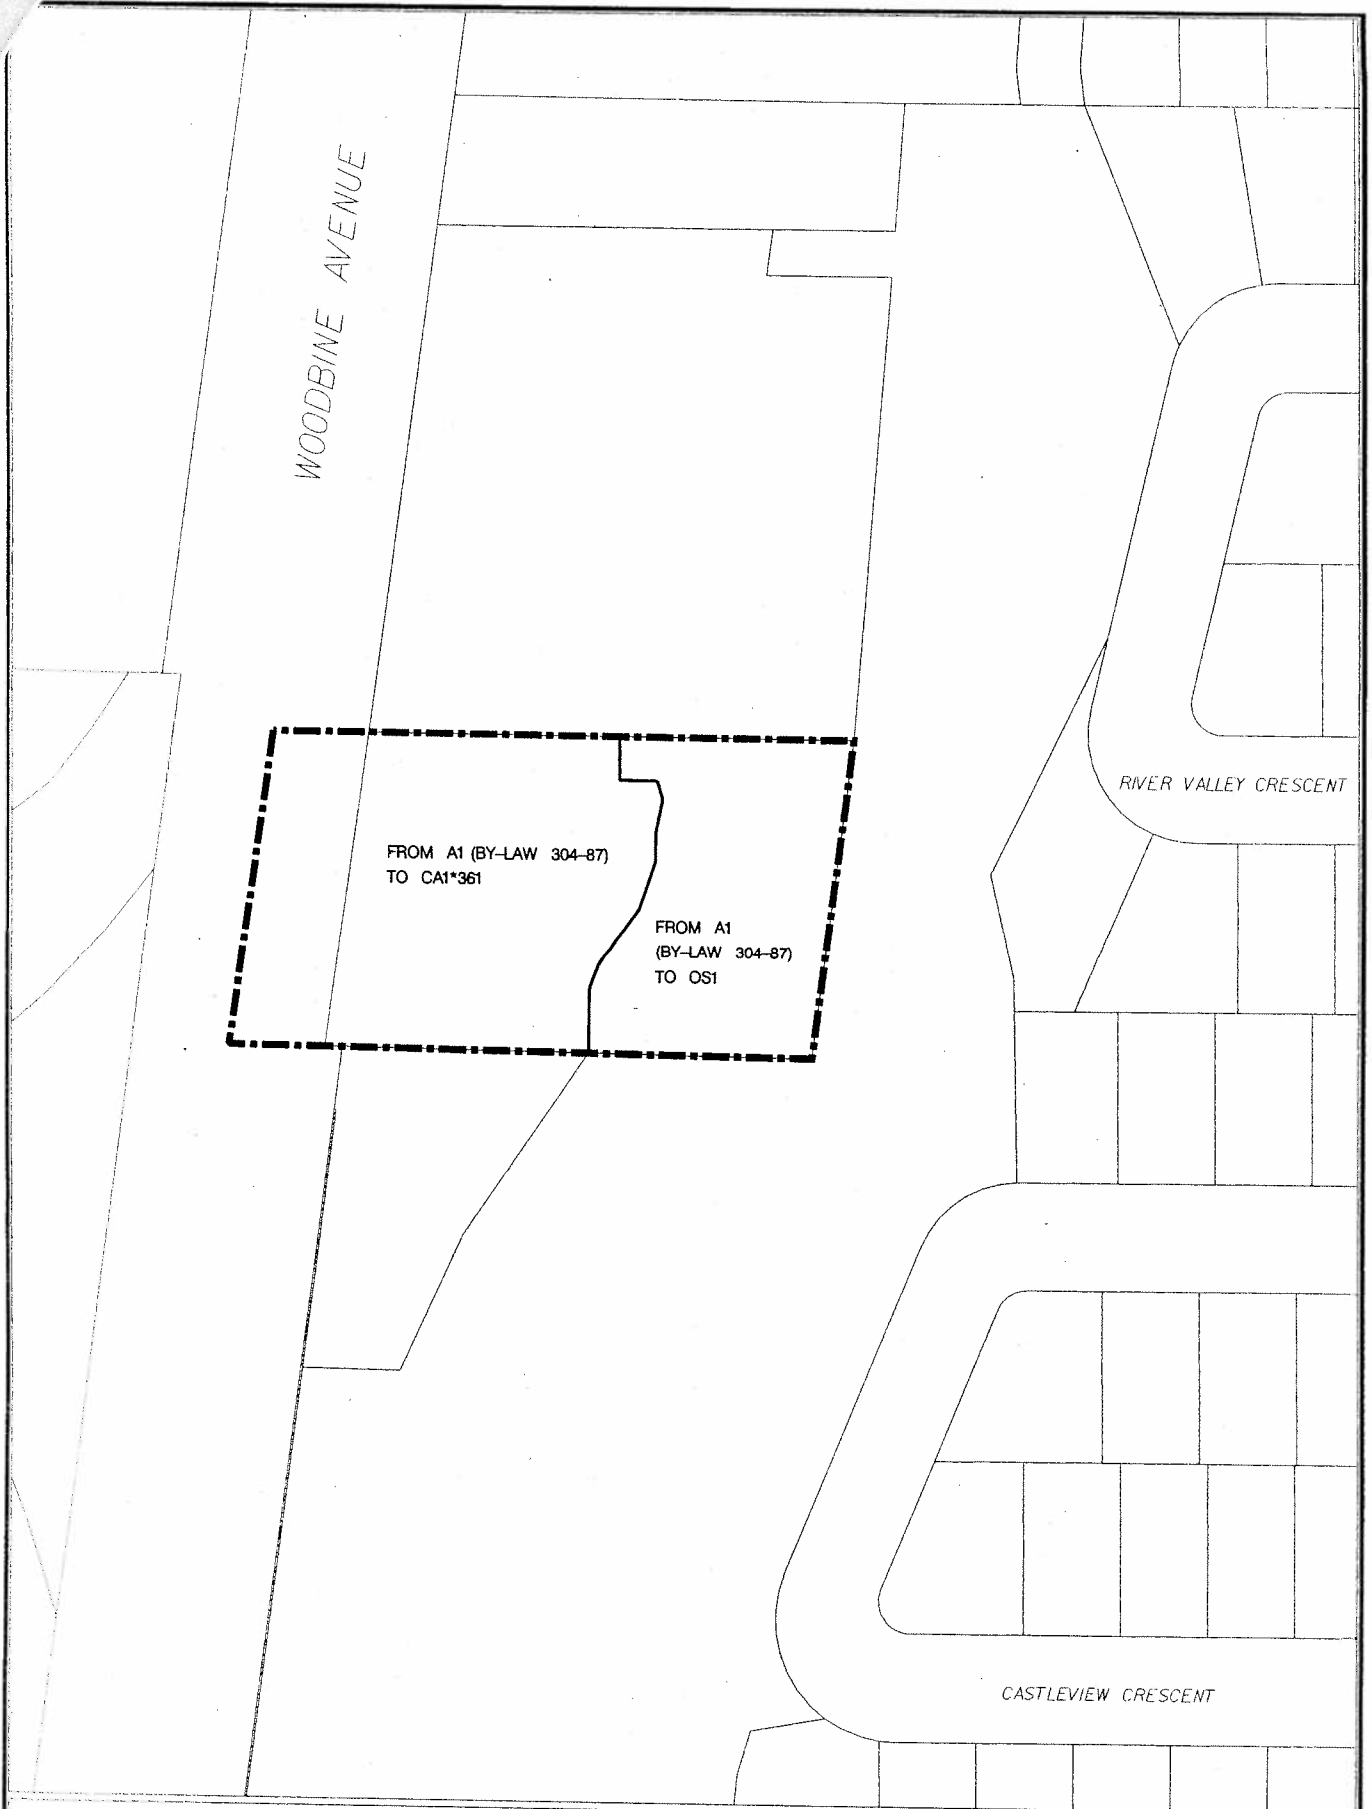 WOODBINE AVENUE
RIVER VALLEY CRESCENT
FROM A1 (BY-LAW 304-87)
TO CA1*361
FROM A1
(BY-LAW 304-87)
TO OS1
CASTLEVIEW CRESCENT